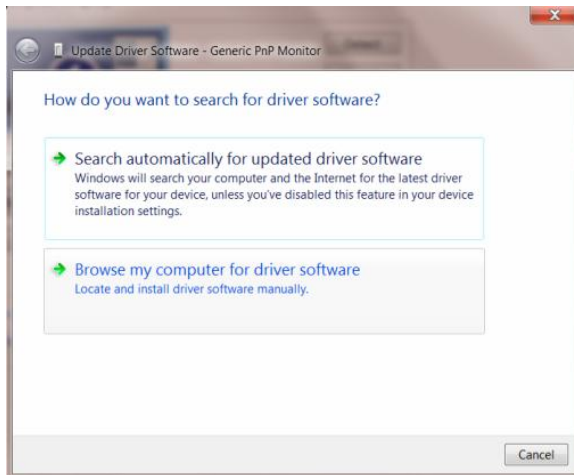 Update Driver Software - Generic PnP Monitor
How do you want to search for driver software?
Search automatically for updated driver software
Windows will search your computer and the Internet for the latest driver
software for your device, unless you've disabled this feature in your device
installation settings.
Browse my computer for driver software
Locate and install driver software manually.
Cancel